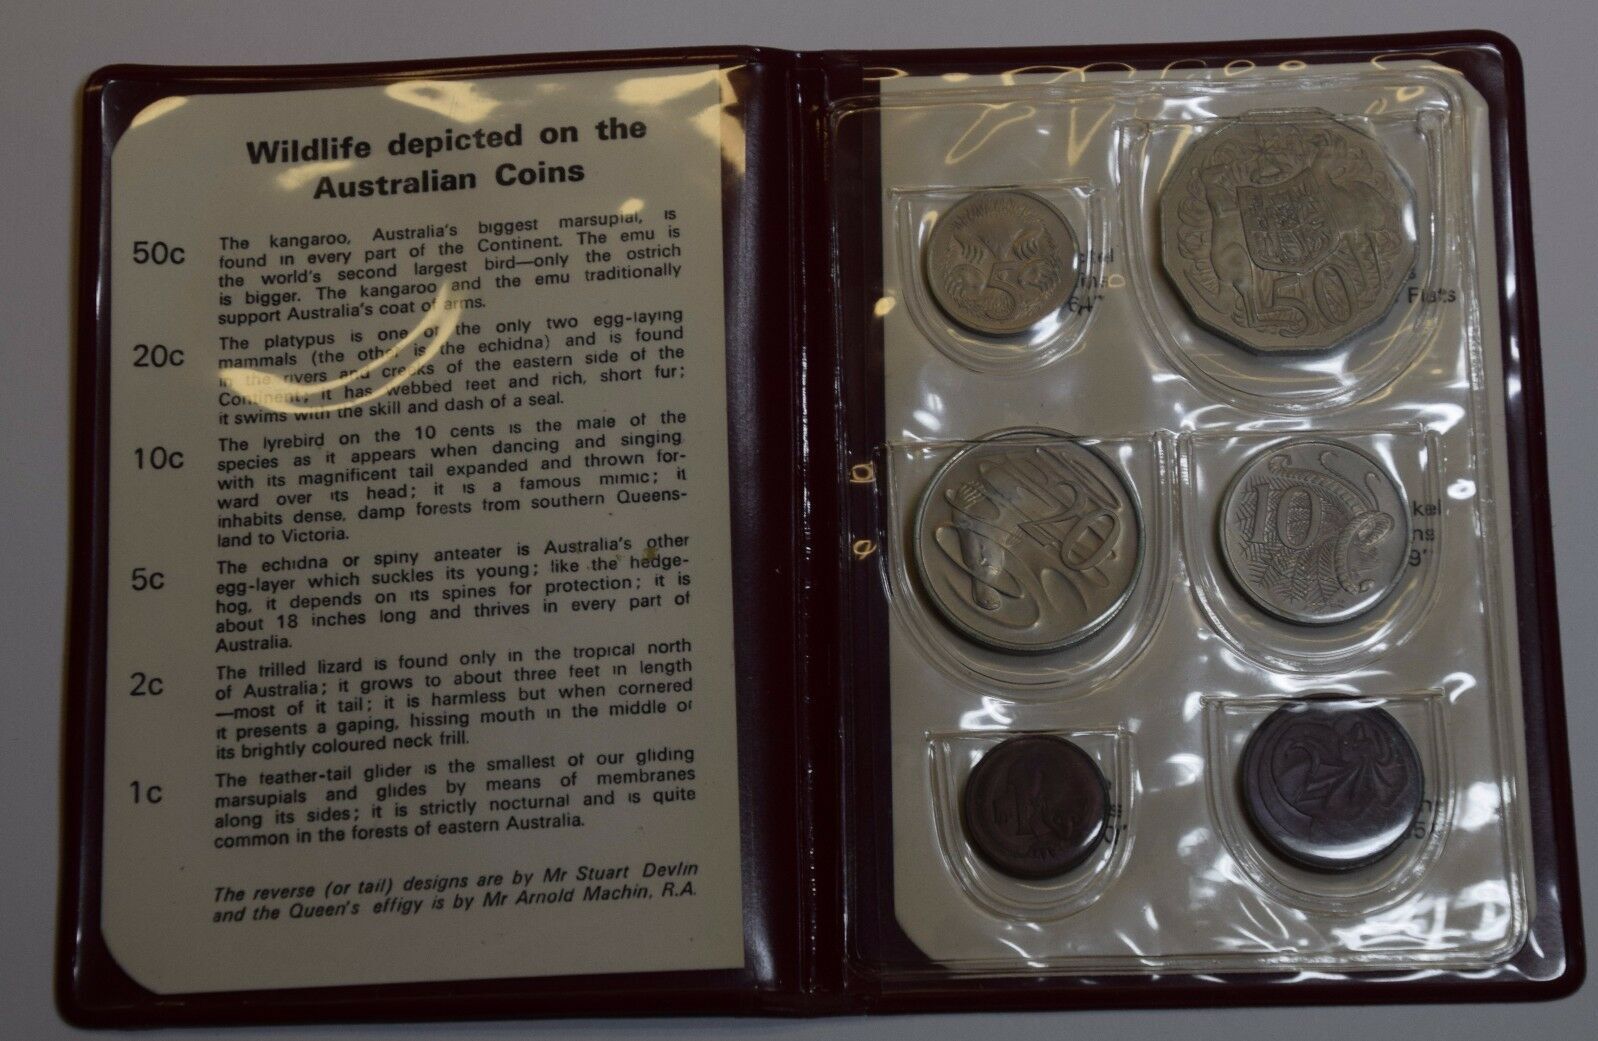 Wildlife depicted on the
Australian Coins
50c The kangaroo, Australia's biggest marsupial, is
found in every part of the Continent. The emu is
the world's second largest bird—only the ostrich
is bigger. The kangaroo and the emu traditionally
support Australia's coat of arms.
20c The platypus is one of the only two egg-laying
mammals (the other is the echidna) and is found
in the rivers and creeks of the eastern side of the
Continent; it has webbed feet and rich, short fur;
it swims with the skill and dash of a seal.
10c The lyrebird on the 10 cents is the male of the
species as it appears when dancing and singing
with its magnificent tail expanded and thrown for-
ward over its head; it is a famous mimic; it
inhabits dense, damp forests from southern Queens-
land to Victoria.
5c The echidna or spiny anteater is Australia's other
egg-layer which suckles its young; like the hedge-
hog, it depends on its spines for protection; it is
about 18 inches long and thrives in every part of
Australia.
2c The trilled lizard is found only in the tropical north
of Australia; it grows to about three feet in length
—most of it tail; it is harmless but when cornered
it presents a gaping, hissing mouth in the middle of
its brightly coloured neck frill.
1c The feather-tail glider is the smallest of our gliding
marsupials and glides by means of membranes
along its sides; it is strictly nocturnal and is quite
common in the forests of eastern Australia.
The reverse (or tail) designs are by Mr Stuart Devlin
and the Queen's effigy is by Mr Arnold Machin, R.A.
5
50
Flats
20
10
1
2